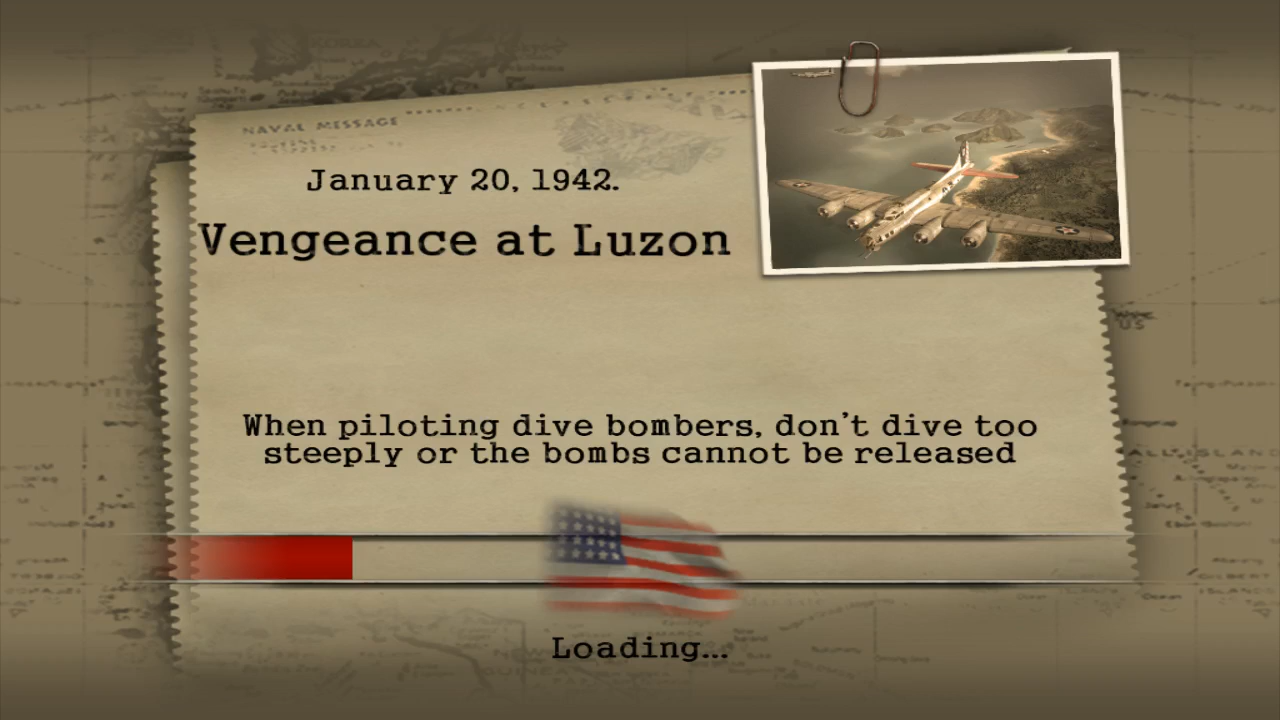 NAVAL MESSAGE
January 20, 1942.
Vengeance at Luzon
When piloting dive bombers, don't dive too
steeply or the bombs cannot be released
Loading...